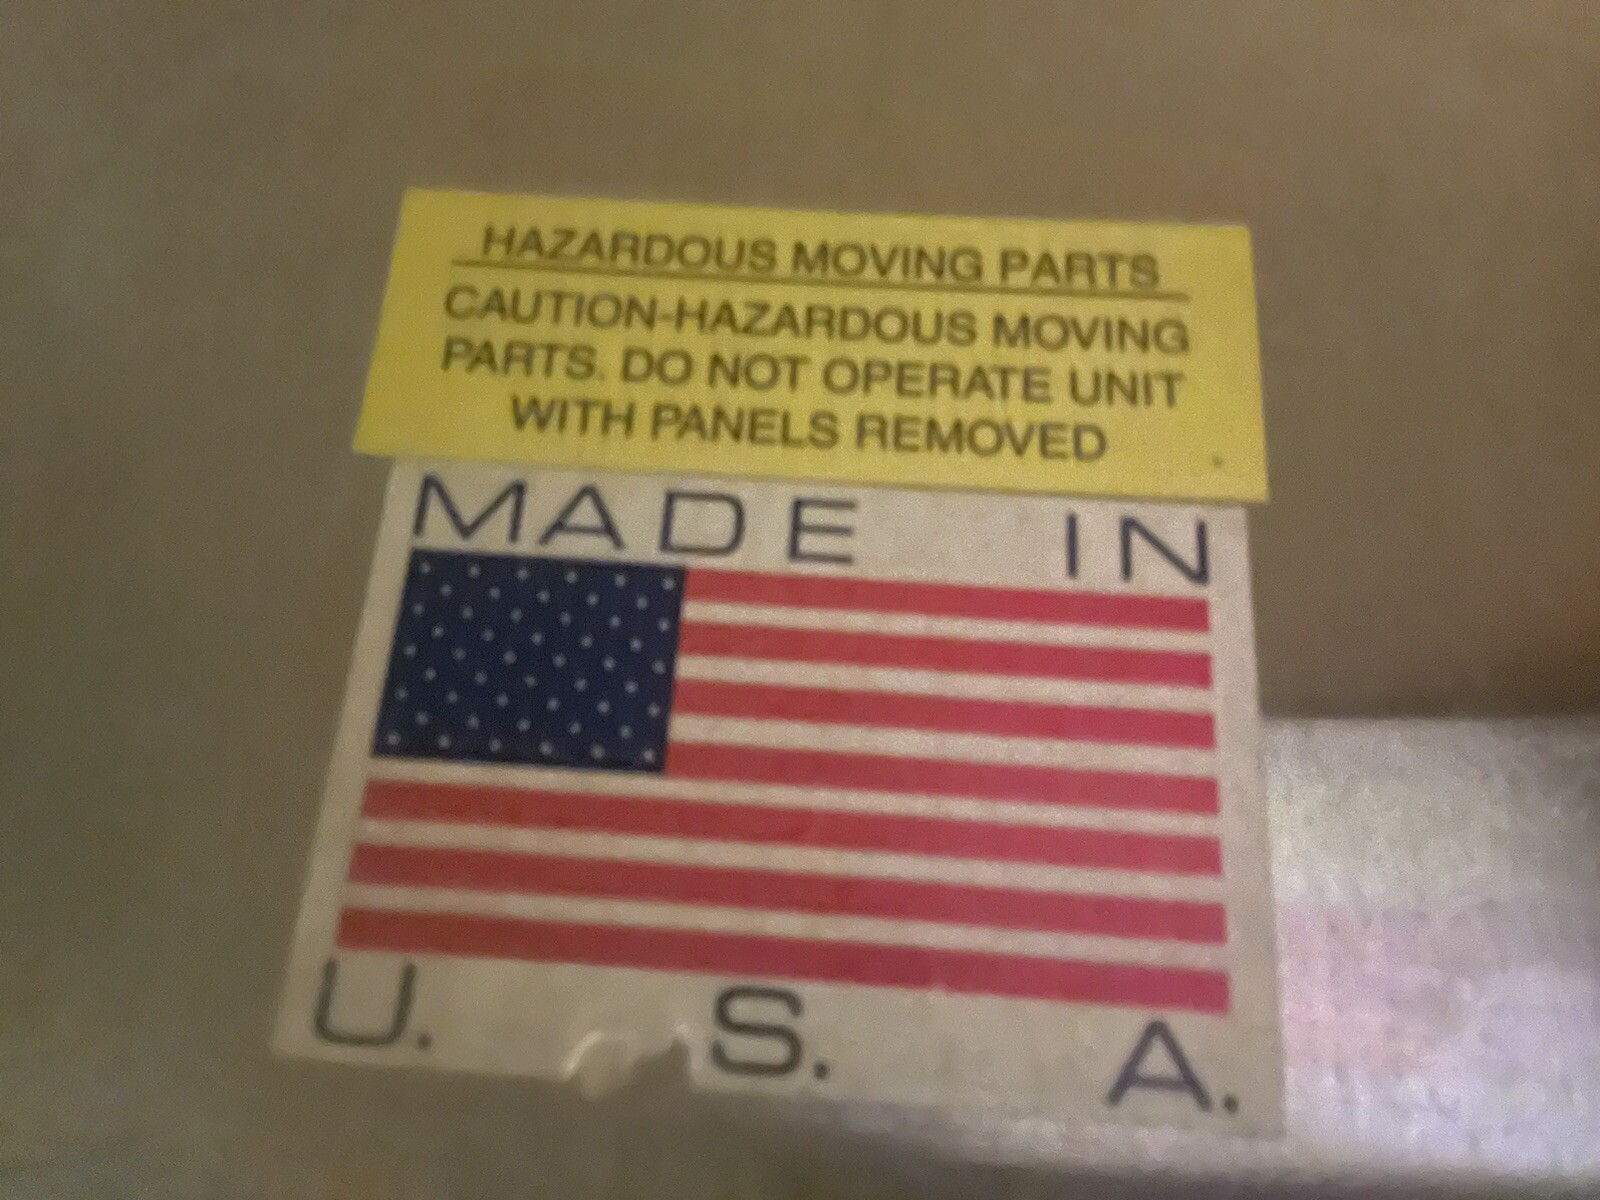 HAZARDOUS MOVING PARTS
CAUTION-HAZARDOUS MOVING
PARTS. DO NOT OPERATE UNIT
WITH PANELS REMOVED
MADE IN
U. S. A.